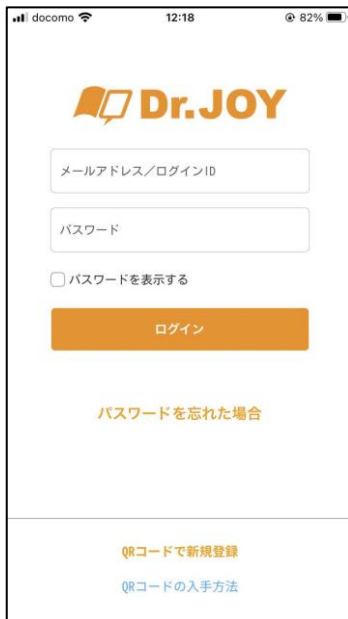 docomo 12:18 82%
Dr.JOY
メールアドレス／ログインID
パスワード
パスワードを表示する
ログイン
パスワードを忘れた場合
QRコードで新規登録
QRコードの入手方法